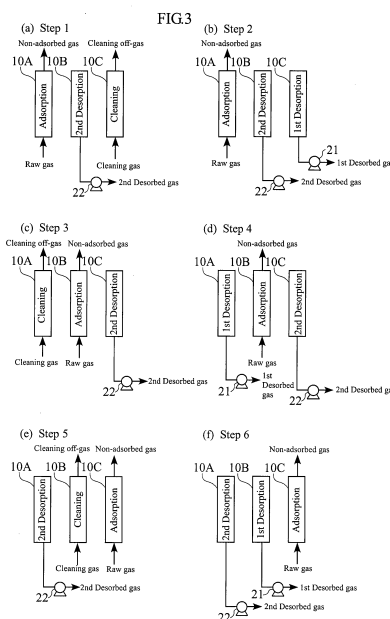 FIG.3
(a) Step 1
Non-adsorbed gas
Cleaning off-gas
10A
10B
10C
Adsorption
2nd Desorption
Cleaning
Raw gas
Cleaning gas
22
2nd Desorbed gas
(b) Step 2
Non-adsorbed gas
10A
10B
10C
Adsorption
2nd Desorption
1st Desorption
21
Raw gas
1st Desorbed gas
22
2nd Desorbed gas
(c) Step 3
Cleaning off-gas
Non-adsorbed gas
10A
10B
10C
Cleaning
Adsorption
2nd Desorption
Cleaning gas
Raw gas
22
2nd Desorbed gas
(d) Step 4
Non-adsorbed gas
10A
10B
10C
1st Desorption
Adsorption
2nd Desorption
Raw gas
21
1st
Desorbed
gas
22
2nd Desorbed gas
(e) Step 5
Cleaning off-gas
Non-adsorbed gas
10A
10B
10C
2nd Desorption
Cleaning
Adsorption
Cleaning gas
Raw gas
22
2nd Desorbed gas
(f) Step 6
Non-adsorbed gas
10A
10B
10C
2nd Desorption
1st Desorption
Adsorption
Raw gas
21
1st Desorbed gas
22
2nd Desorbed gas